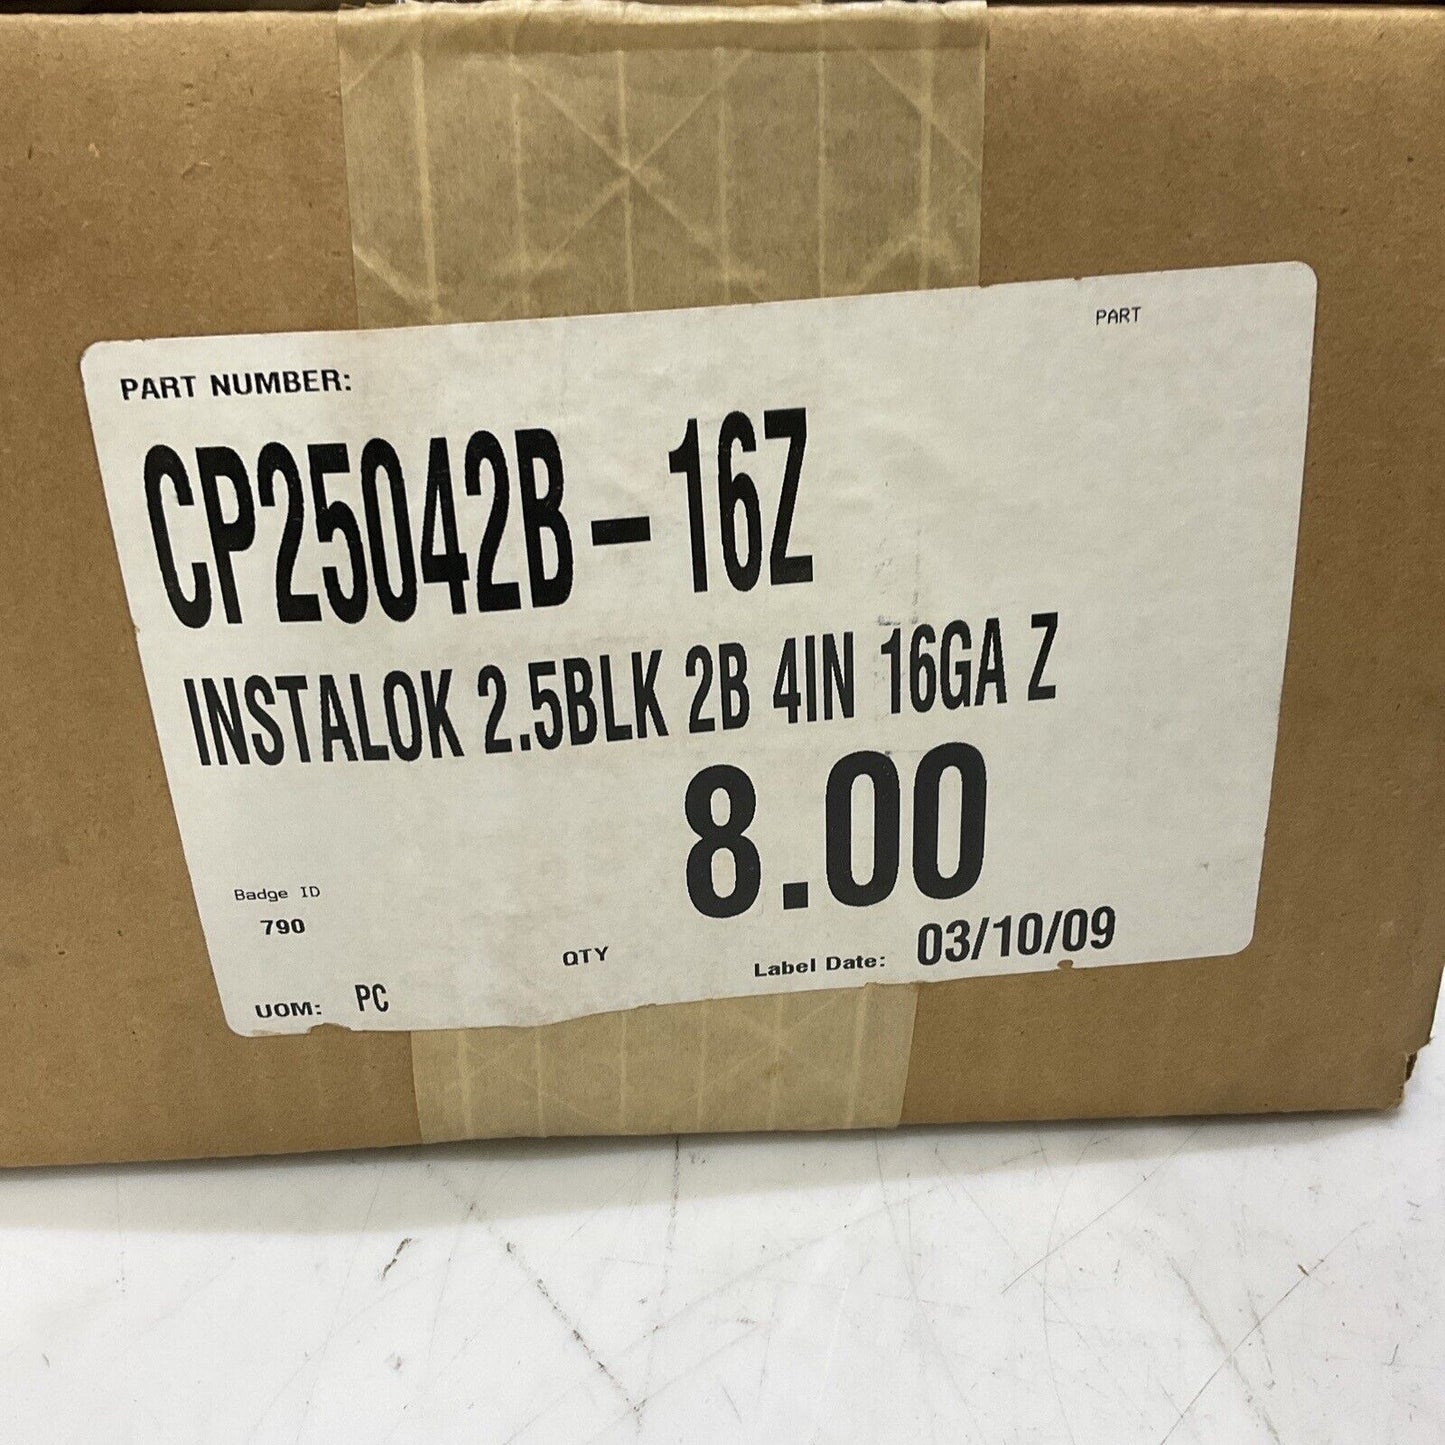 PART
PART NUMBER:
CP25042B-16Z
INSTALOK 2.5BLK 2B 4IN 16GA Z
8.00
Badge ID
790
QTY
Label Date: 03/10/09
UOM: PC